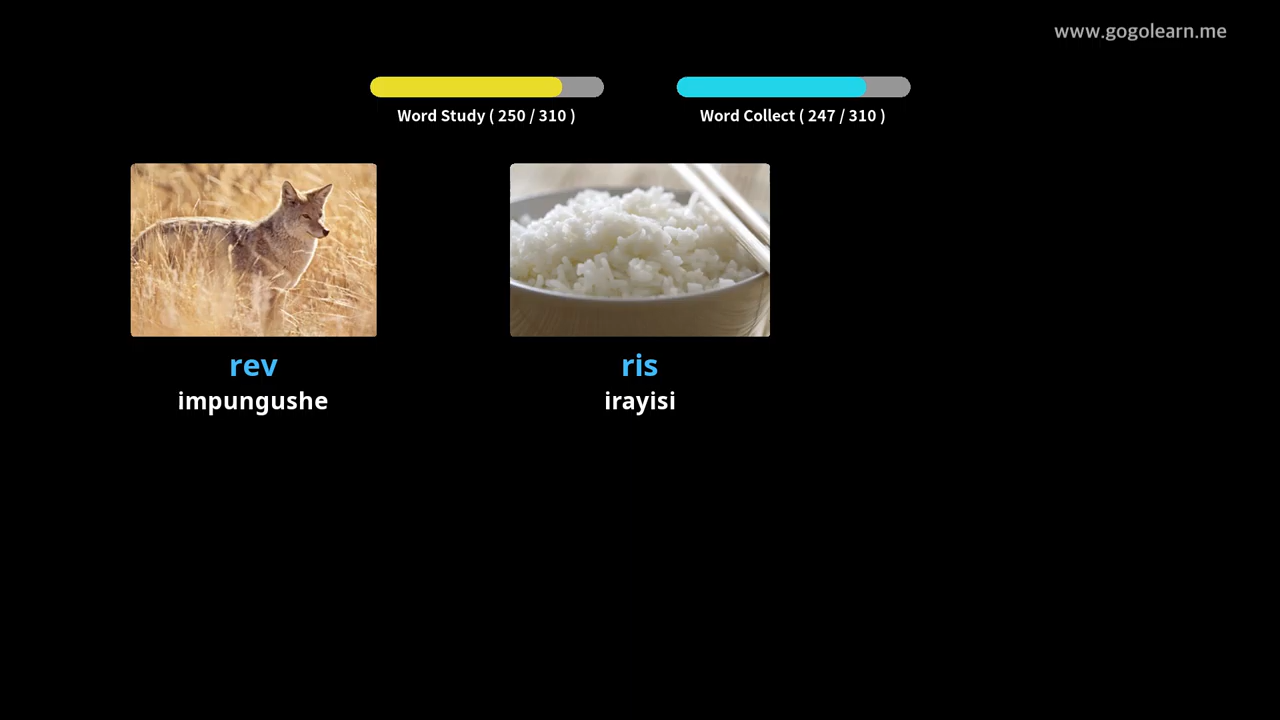 www.gogolearn.me
Word Study ( 250 / 310 )
Word Collect ( 247 / 310 )
rev
impungushe
ris
irayisi